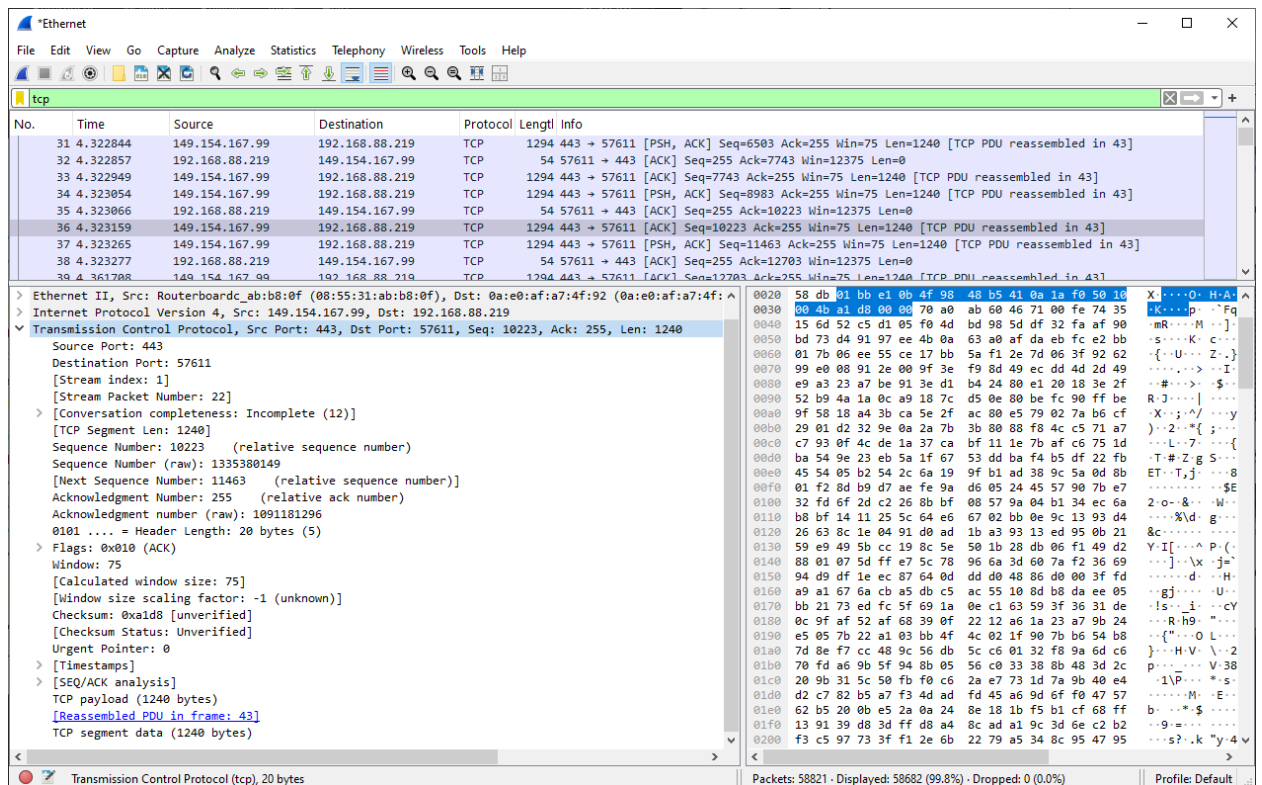 *Ethernet
File Edit View Go Capture Analyze Statistics Telephony Wireless Tools Help
tcp
No. Time Source Destination Protocol Lengtl Info
31 4.322844 149.154.167.99 192.168.88.219 TCP 1294 443 → 57611 [PSH, ACK] Seq=6503 Ack=255 Win=75 Len=1240 [TCP PDU reassembled in 43]
32 4.322857 192.168.88.219 149.154.167.99 TCP 54 57611 → 443 [ACK] Seq=255 Ack=7743 Win=12375 Len=0
33 4.322949 149.154.167.99 192.168.88.219 TCP 1294 443 → 57611 [ACK] Seq=7743 Ack=255 Win=75 Len=1240 [TCP PDU reassembled in 43]
34 4.323054 149.154.167.99 192.168.88.219 TCP 1294 443 → 57611 [PSH, ACK] Seq=8983 Ack=255 Win=75 Len=1240 [TCP PDU reassembled in 43]
35 4.323066 192.168.88.219 149.154.167.99 TCP 54 57611 → 443 [ACK] Seq=255 Ack=10223 Win=12375 Len=0
36 4.323159 149.154.167.99 192.168.88.219 TCP 1294 443 → 57611 [ACK] Seq=10223 Ack=255 Win=75 Len=1240 [TCP PDU reassembled in 43]
37 4.323265 149.154.167.99 192.168.88.219 TCP 1294 443 → 57611 [PSH, ACK] Seq=11463 Ack=255 Win=75 Len=1240 [TCP PDU reassembled in 43]
38 4.323277 192.168.88.219 149.154.167.99 TCP 54 57611 → 443 [ACK] Seq=255 Ack=12703 Win=12375 Len=0
39 4.361708 149.154.167.99 192.168.88.219 TCP 1294 443 → 57611 [ACK] Seq=12703 Ack=255 Win=75 Len=1240 [TCP PDU reassembled in 43]
Ethernet II, Src: Routerboardc_ab:b8:0f (08:55:31:ab:b8:0f), Dst: 0a:e0:af:a7:4f:92 (0a:e0:af:a7:4f:
Internet Protocol Version 4, Src: 149.154.167.99, Dst: 192.168.88.219
Transmission Control Protocol, Src Port: 443, Dst Port: 57611, Seq: 10223, Ack: 255, Len: 1240
Source Port: 443
Destination Port: 57611
[Stream index: 1]
[Stream Packet Number: 22]
[Conversation completeness: Incomplete (12)]
[TCP Segment Len: 1240]
Sequence Number: 10223 (relative sequence number)
Sequence Number (raw): 1335380149
[Next Sequence Number: 11463 (relative sequence number)]
Acknowledgment Number: 255 (relative ack number)
Acknowledgment number (raw): 1091181296
0101 .... = Header Length: 20 bytes (5)
Flags: 0x010 (ACK)
Window: 75
[Calculated window size: 75]
[Window size scaling factor: -1 (unknown)]
Checksum: 0xa1d8 [unverified]
[Checksum Status: Unverified]
Urgent Pointer: 0
[Timestamps]
[SEQ/ACK analysis]
TCP payload (1240 bytes)
[Reassembled PDU in frame: 43]
TCP segment data (1240 bytes)
0020 58 db 01 bb e1 0b 4f 98 48 b5 41 0a 1a f0 50 10 X·····O· H·A·
0030 00 4b a1 d8 00 00 70 a0 ab 60 46 71 00 fe 74 35 ·K····p· ·`Fq
0040 15 6d 52 c5 d1 05 f0 4d bd 98 5d df 32 fa af 90 ·mR····M ··]·
0050 bd 73 d4 91 97 ee 4b 0a 63 a0 af da eb fc e2 bb ·s····K· c···
0060 01 7b 06 ee 55 ce 17 bb 5a f1 2e 7d 06 3f 92 62 ·{··U··· Z·.}
0070 99 e0 08 91 2e 00 9f 3e f9 8d 49 ec dd 4d 2d 49 ····.··> ··I·
0080 e9 a3 23 a7 be 91 3e d1 b4 24 80 e1 20 18 3e 2f ··#···>· ·$··
0090 52 b9 4a 1a 0c a9 18 7c d5 0e 80 be fc 90 ff be R·J····| ····
00a0 9f 58 18 a4 3b ca 5e 2f ac 80 e5 79 02 7a b6 cf ·X··;·^/ ···y
00b0 29 01 d2 32 9e 0a 2a 7b 3b 80 88 f8 4c c5 71 a7 )··2··*{ ;···
00c0 c7 93 0f 4c de 1a 37 ca bf 11 1e 7b af c6 75 1d ···L··7· ···{
00d0 ba 54 9e 23 eb 5a 1f 67 53 dd ba f4 b5 df 22 fb ·T·#·Z·g S···
00e0 45 54 05 b2 54 2c 6a 19 9f b1 ad 38 9c 5a 0d 8b ET··T,j· ···8
00f0 01 f2 8d b9 d7 ae fe 9a d6 05 24 45 57 90 7b e7 ········ ··$E
0100 32 fd 6f 2d c2 26 8b bf 08 57 9a 04 b1 34 ec 6a 2·o-·&·· ·W··
0110 b8 bf 14 11 25 5c 64 e6 67 02 bb 0e 9c 13 93 d4 ····%\d· g···
0120 26 63 8c 1e 04 91 d0 ad 1b a3 93 13 ed 95 0b 21 &c······ ····
0130 59 e9 49 5b cc 19 8c 5e 50 1b 28 db 06 f1 49 d2 Y·I[···^ P·(·
0140 88 01 07 5d ff e7 5c 78 96 6a 3d 60 7a f2 36 69 ···]··\x ·j=`
0150 94 d9 df 1e ec 87 64 0d dd d0 48 86 d0 00 3f fd ······d· ··H·
0160 a9 a1 67 6a cb a5 db c5 ac 55 10 8d b8 da ee 05 ··gj···· ·U··
0170 bb 21 73 ed fc 5f 69 1a 0e c1 63 59 3f 36 31 de ·!s··_i· ··cY
0180 0c 9f af 52 af 68 39 0f 22 12 a6 1a 23 a7 9b 24 ···R·h9· "···
0190 e5 05 7b 22 a1 03 bb 4f 4c 02 1f 90 7b b6 54 b8 ··{"···O L···
01a0 7d 8e f7 cc 48 9c 56 db 5c c6 01 32 f8 9a 6d c6 }···H·V· \··2
01b0 70 fd a6 9b 5f 94 8b 05 56 c0 33 38 8b 48 3d 2c p···_··· V·38
01c0 20 9b 31 5c 50 fb f0 c6 2a e7 73 1d 7a 9b 40 e4 ·1\P··· *·s·
01d0 d2 c7 82 b5 a7 f3 4d ad fd 45 a6 9d 6f f0 47 57 ······M· ·E··
01e0 62 b5 20 0b e5 2a 0a 24 8e 18 1b f5 b1 cf 68 ff b· ··*·$ ····
01f0 13 91 39 d3 3d ff d8 a4 8c ad a1 9c 3d 6e c2 b2 ··9·=··· ····
0200 f3 c5 97 73 3f f1 2e 6b 22 79 a5 34 8c 95 47 95 ···s?·.k "y·4
Transmission Control Protocol (tcp), 20 bytes
Packets: 58821 · Displayed: 58682 (99.8%) · Dropped: 0 (0.0%)
Profile: Default